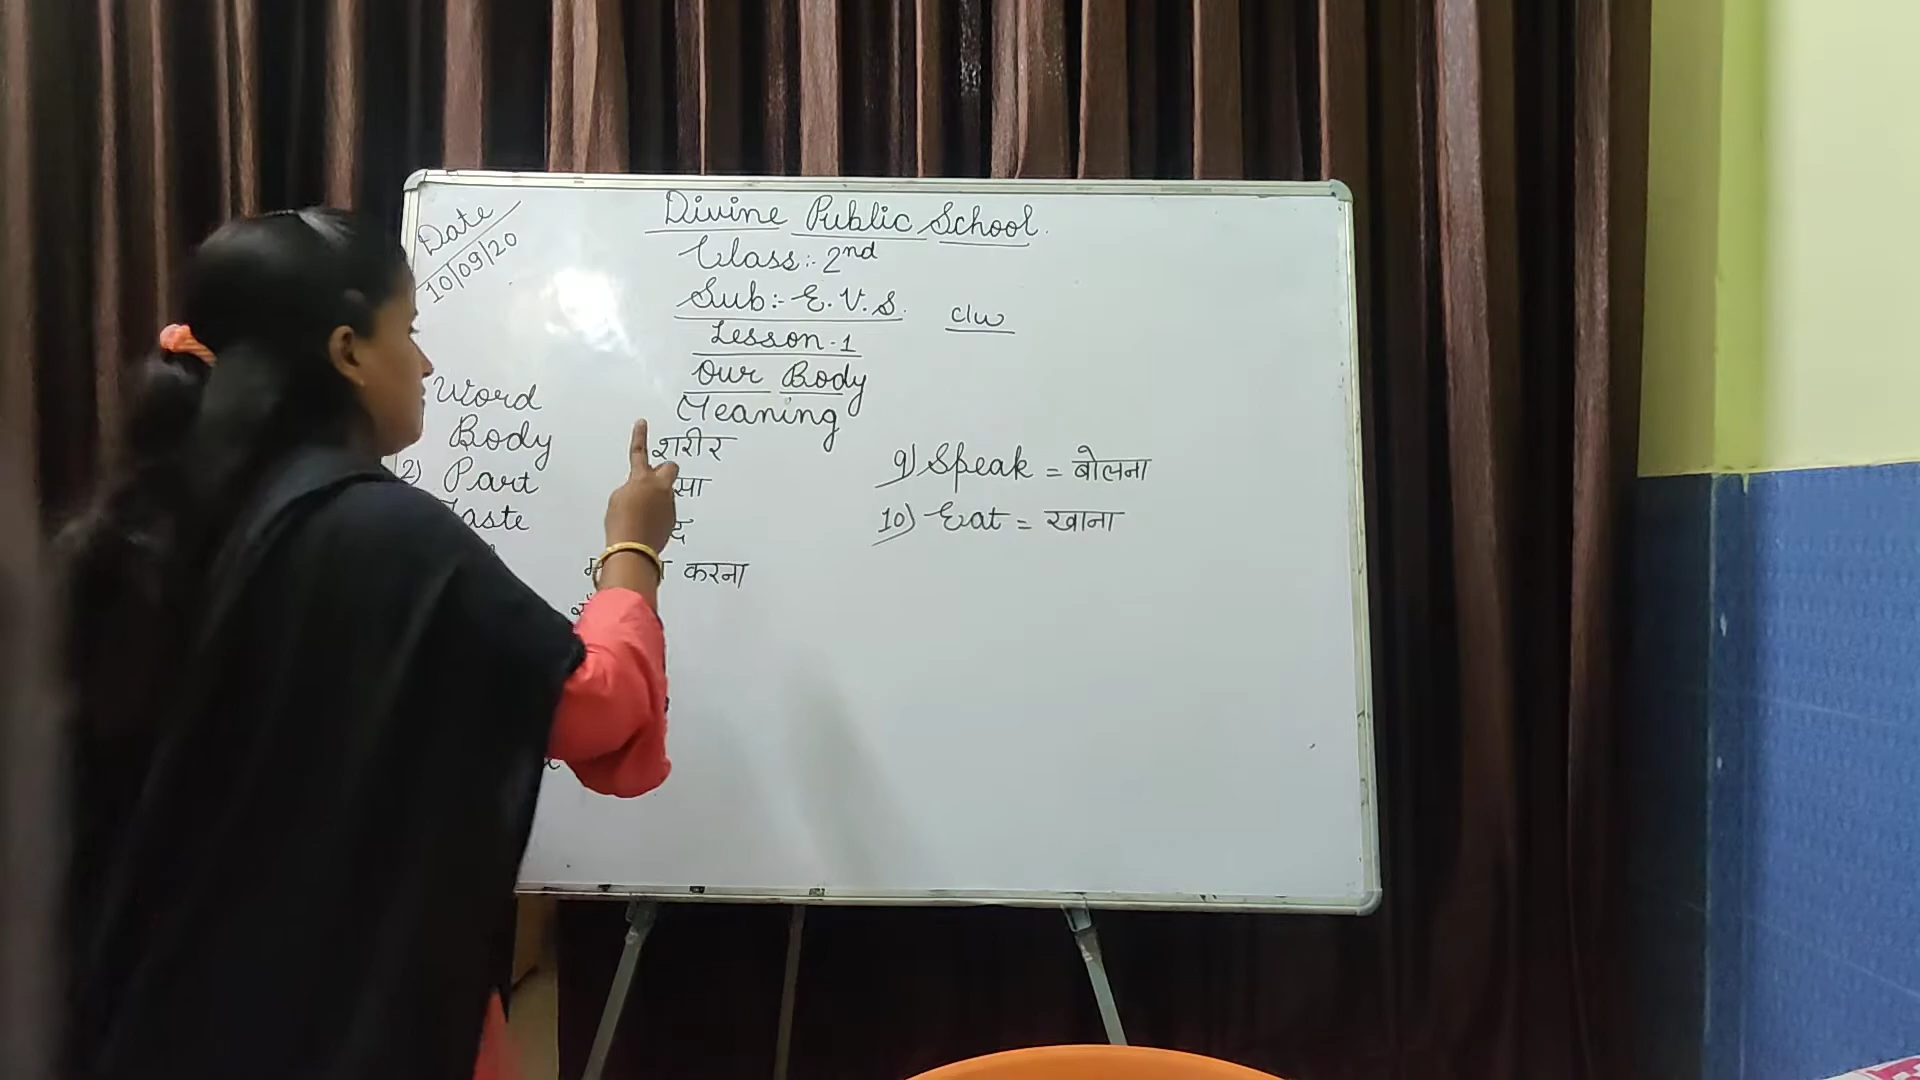 Date
10/09/20
Divine Public School.
Class:- 2nd
Sub:- E.V.S.
c/w
Lesson-1
Our Body
Word Meaning
Body शरीर
2) Part
Taste
करना
9) Speak = बोलना
10) Eat = खाना